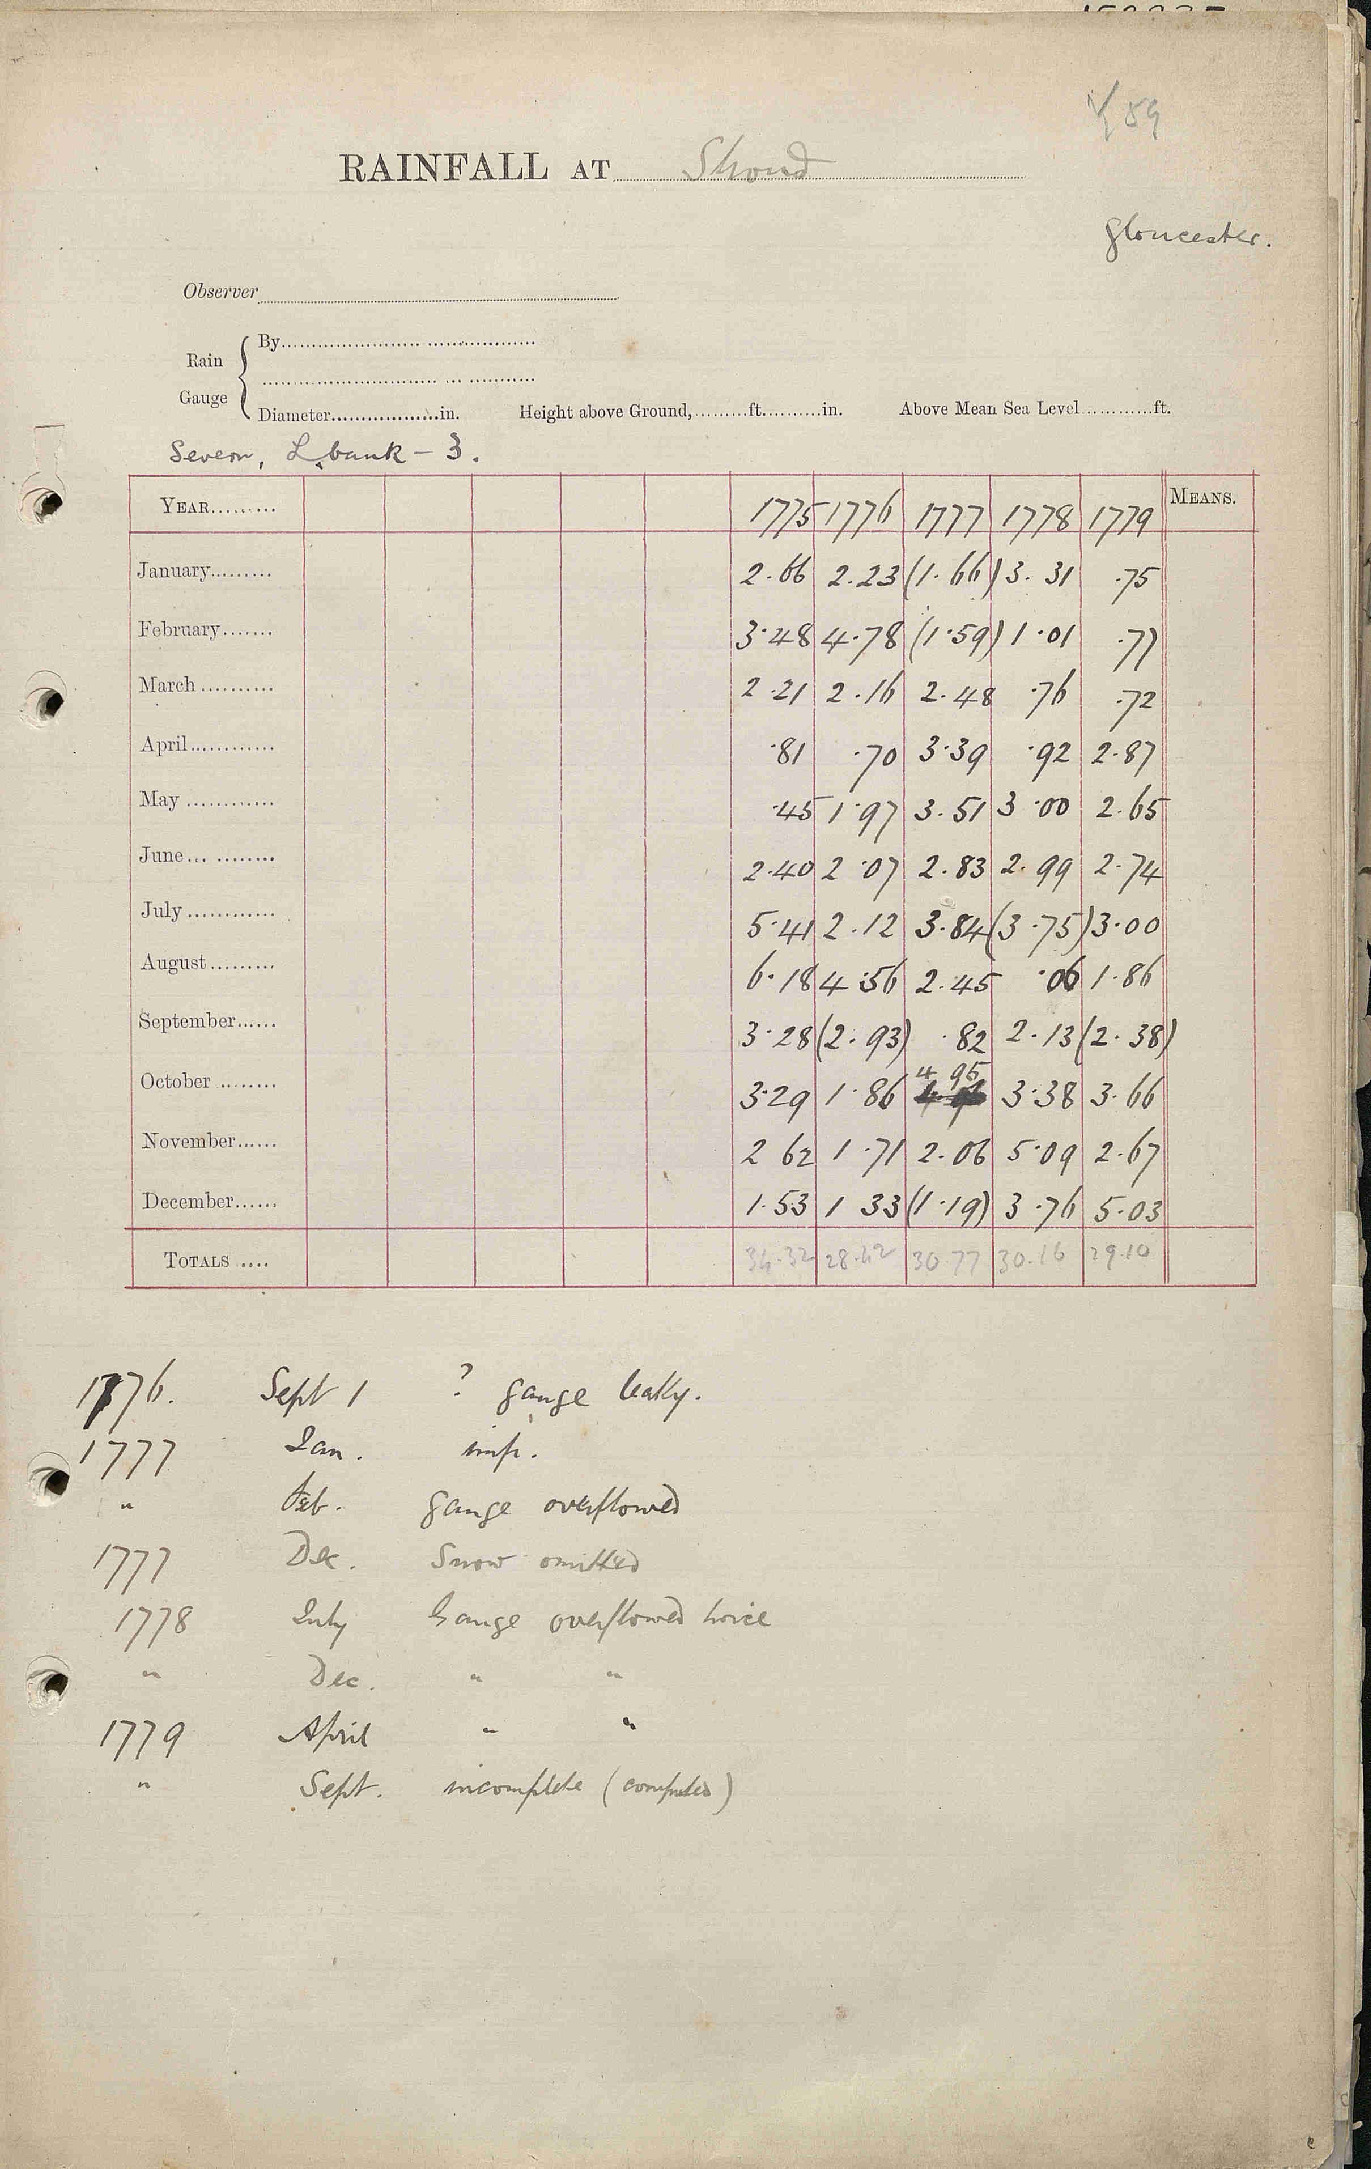 59
RAINFALL AT Stroud
Gloucester.
Observer
Rain Gauge
By
Diameter in. Height above Ground, ft. in. Above Mean Sea Level ft.
Severn, L. bank - 3.
YEAR 1775 1776 1777 1778 1779 MEANS.
January 2.66 2.23 (1.66) 3.31 .75
February 3.48 4.78 (1.59) 1.01 .77
March 2.21 2.16 2.48 .76 .72
April .81 .70 3.39 .92 2.87
May .45 1.97 3.51 3.00 2.65
June 2.40 2.07 2.83 2.99 2.74
July 5.41 2.12 3.84 (3.75) 3.00
August 6.18 4.56 2.45 .06 1.86
September 3.28 (2.93) .82 2.13 (2.38)
October 3.29 1.86 4 95 3.38 3.66
November 2 62 1.71 2.06 5.09 2.67
December 1.53 1 33 (1.19) 3.76 5.03
TOTALS 34.32 28.42 30 77 30.16 29.10
1776. Sept 1 ? gauge leaky.
1777 Jan. imp.
" Feb. gauge overflowed
1777 Dec. Snow omitted
1778 July Gauge overflowed twice
" Dec. " "
1779 April " "
" Sept. incomplete (computed)